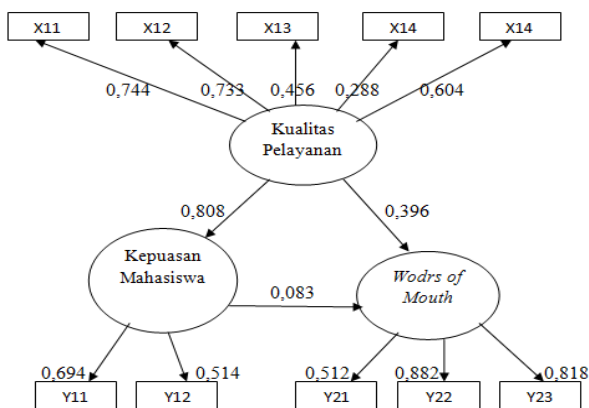 X11 X12 X13 X14 X14
0,744 0,733 0,456 0,288 0,604
Kualitas
Pelayanan
0,808 0,396
Kepuasan
Mahasiswa
Wodrs of
Mouth
0,083
0,694 0,514 0,512 0,882 0,818
Y11 Y12 Y21 Y22 Y23